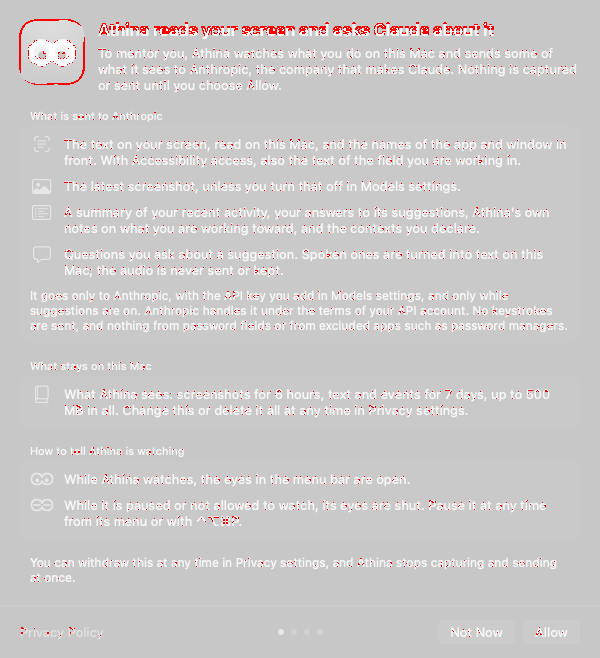 Athina reads your screen and asks Claude about it
To mentor you, Athina watches what you do on this Mac and sends some of
what it sees to Anthropic, the company that makes Claude. Nothing is captured
or sent until you choose Allow.
What is sent to Anthropic
The text on your screen, read on this Mac, and the names of the app and window in
front. With Accessibility access, also the text of the field you are working in.
The latest screenshot, unless you turn that off in Models settings.
A summary of your recent activity, your answers to its suggestions, Athina's own
notes on what you are working toward, and the contexts you declare.
Questions you ask about a suggestion. Spoken ones are turned into text on this
Mac; the audio is never sent or kept.
It goes only to Anthropic, with the API key you add in Models settings, and only while
suggestions are on. Anthropic handles it under the terms of your API account. No keystrokes
are sent, and nothing from password fields or from excluded apps such as password managers.
What stays on this Mac
What Athina sees: screenshots for 6 hours, text and events for 7 days, up to 500
MB in all. Change this or delete it all at any time in Privacy settings.
How to tell Athina is watching
While Athina watches, the eyes in the menu bar are open.
While it is paused or not allowed to watch, its eyes are shut. Pause it at any time
from its menu or with
You can withdraw this at any time in Privacy settings, and Athina stops capturing and sending
at once.
Privacy Policy
Not Now
Allow